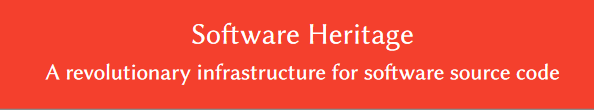 Software Heritage
A revolutionary infrastructure for software source code